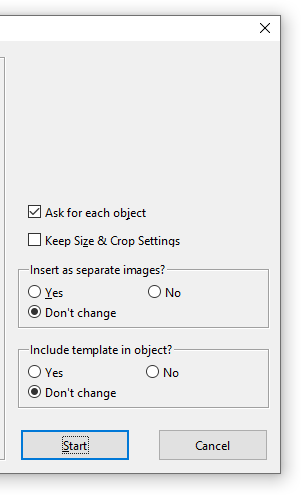 Ask for each object
Keep Size & Crop Settings
Insert as separate images?
Yes No
Don't change
Include template in object?
Yes No
Don't change
Start Cancel